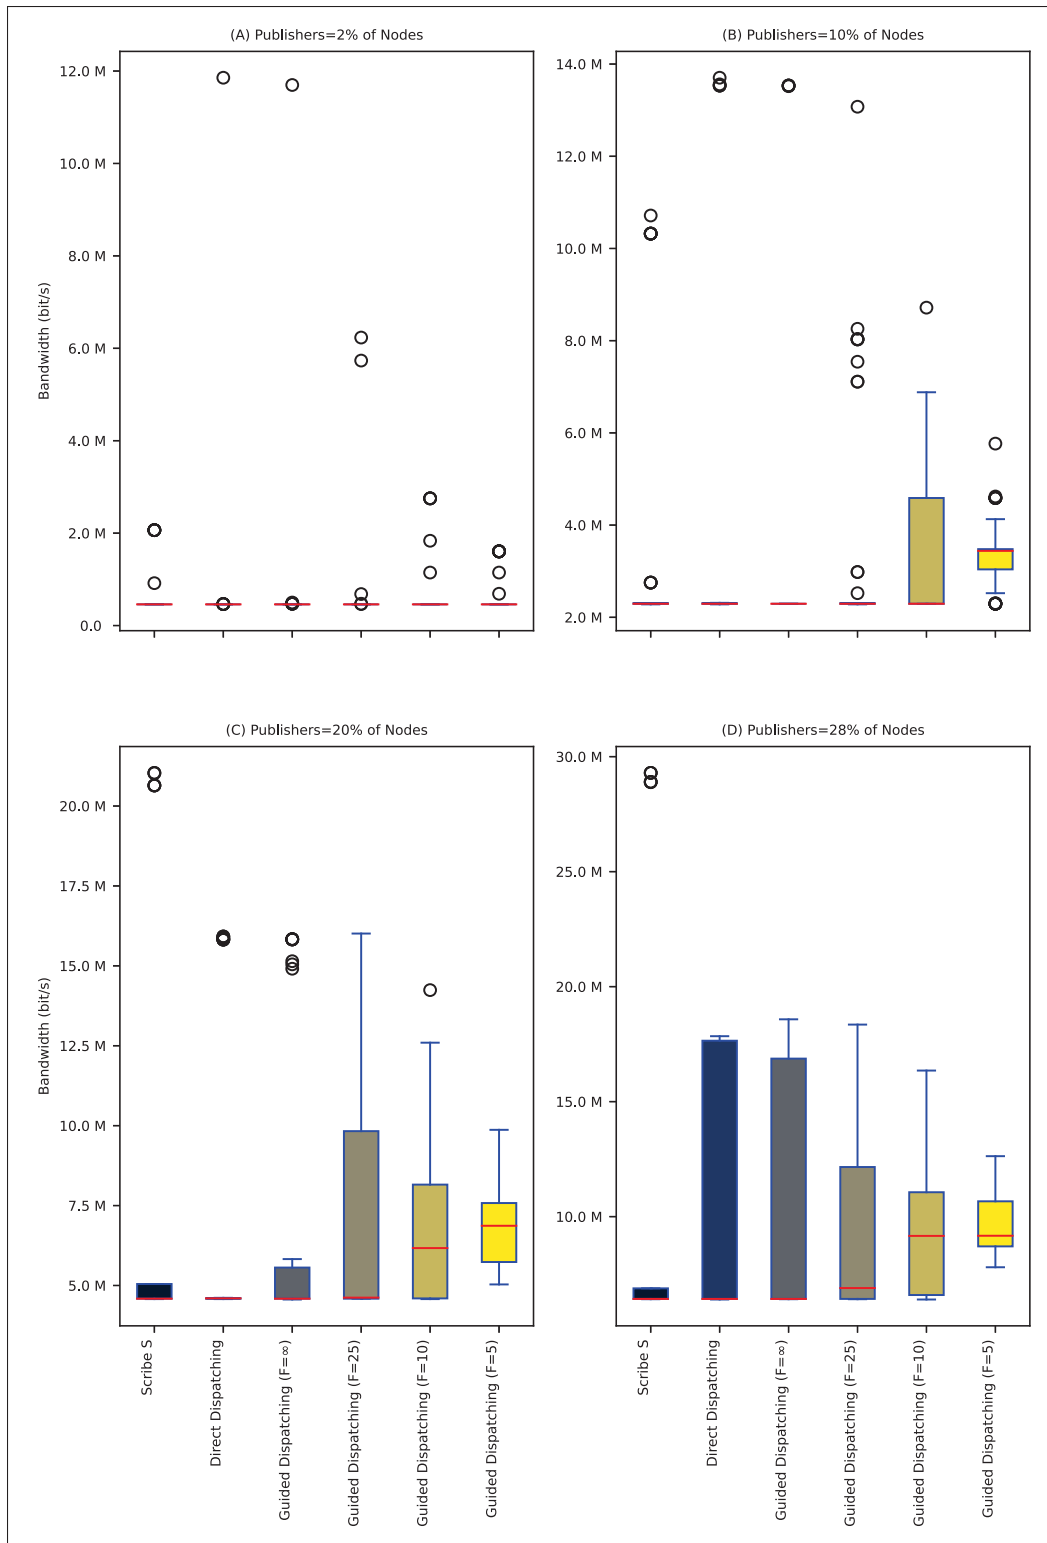 (A) Publishers=2% of Nodes
12.0 M
10.0 M
8.0 M
6.0 M
4.0 M
2.0 M
0.0
Bandwidth (bit/s)
(B) Publishers=10% of Nodes
14.0 M
12.0 M
10.0 M
8.0 M
6.0 M
4.0 M
2.0 M
(C) Publishers=20% of Nodes
20.0 M
17.5 M
15.0 M
12.5 M
10.0 M
7.5 M
5.0 M
Bandwidth (bit/s)
Scribe S
Direct Dispatching
Guided Dispatching (F=∞)
Guided Dispatching (F=25)
Guided Dispatching (F=10)
Guided Dispatching (F=5)
(D) Publishers=28% of Nodes
30.0 M
25.0 M
20.0 M
15.0 M
10.0 M
Scribe S
Direct Dispatching
Guided Dispatching (F=∞)
Guided Dispatching (F=25)
Guided Dispatching (F=10)
Guided Dispatching (F=5)